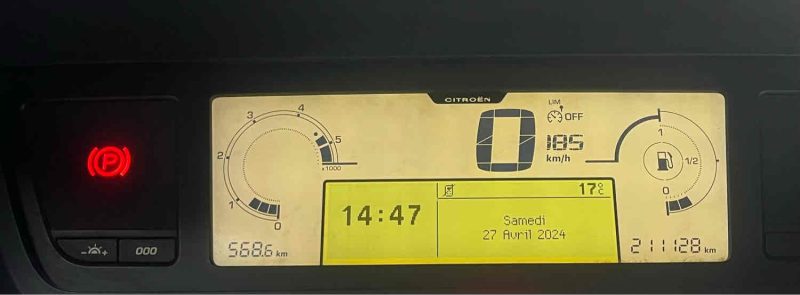 CITROËN
LIM
OFF
0
185
km/h
1
2
3
4
5
x1000
0
1
1/2
0
P
14:47
17°C
Samedi
27 Avril 2024
568.6 km
211128 km
- +
000